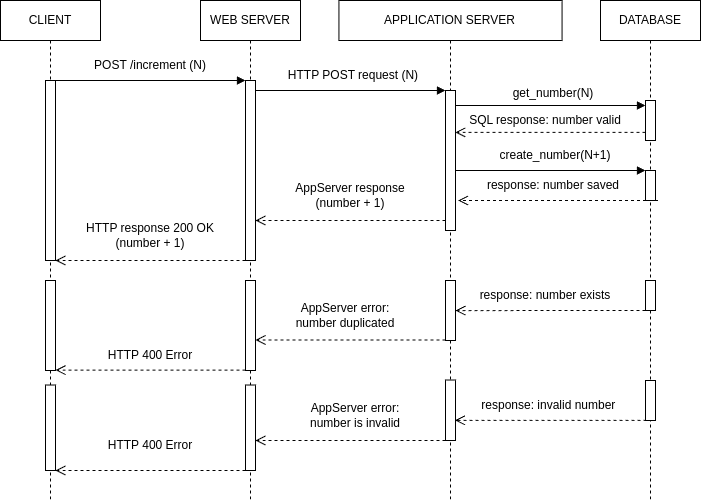 CLIENT
WEB SERVER
APPLICATION SERVER
DATABASE
POST /increment (N)
HTTP POST request (N)
get_number(N)
SQL response: number valid
create_number(N+1)
response: number saved
AppServer response
(number + 1)
HTTP response 200 OK
(number + 1)
response: number exists
AppServer error:
number duplicated
HTTP 400 Error
response: invalid number
AppServer error:
number is invalid
HTTP 400 Error